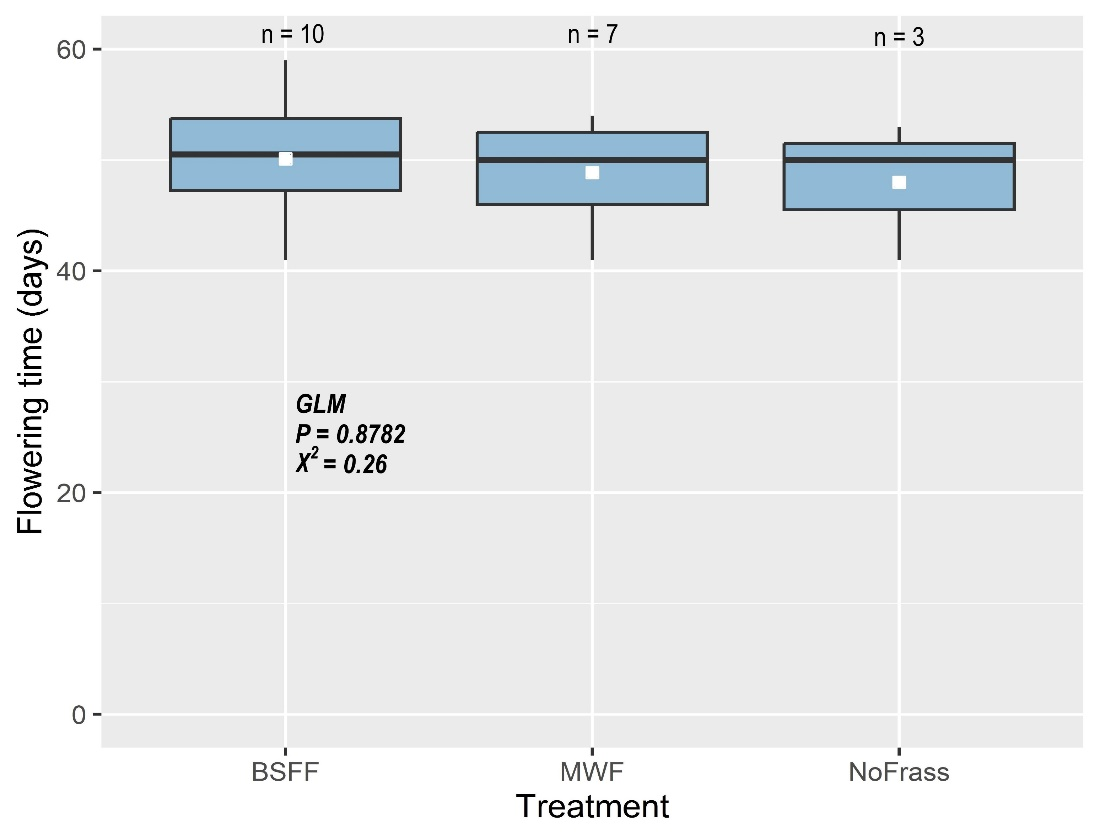 n = 10
n = 7
n = 3
60
40
20
0
Flowering time (days)
GLM
P = 0.8782
X² = 0.26
BSFF
MWF
NoFrass
Treatment